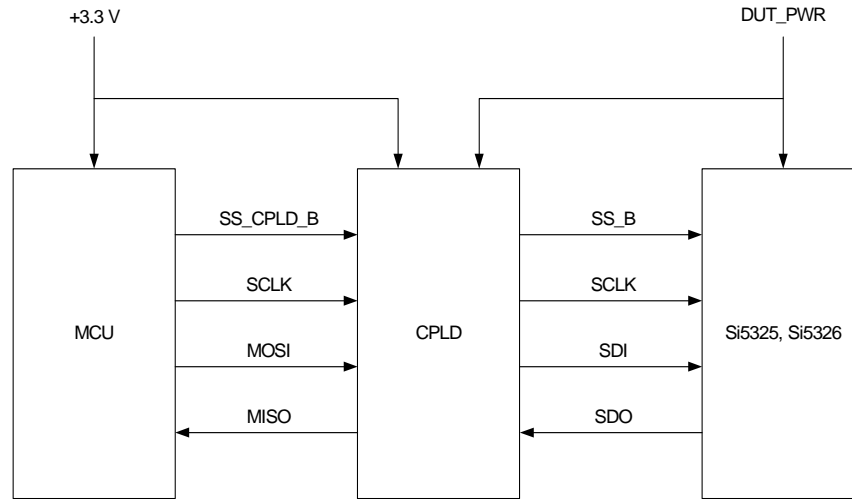 +3.3 V
DUT_PWR
SS_CPLD_B
SS_B
SCLK
SCLK
MCU
CPLD
Si5325, Si5326
MOSI
SDI
MISO
SDO